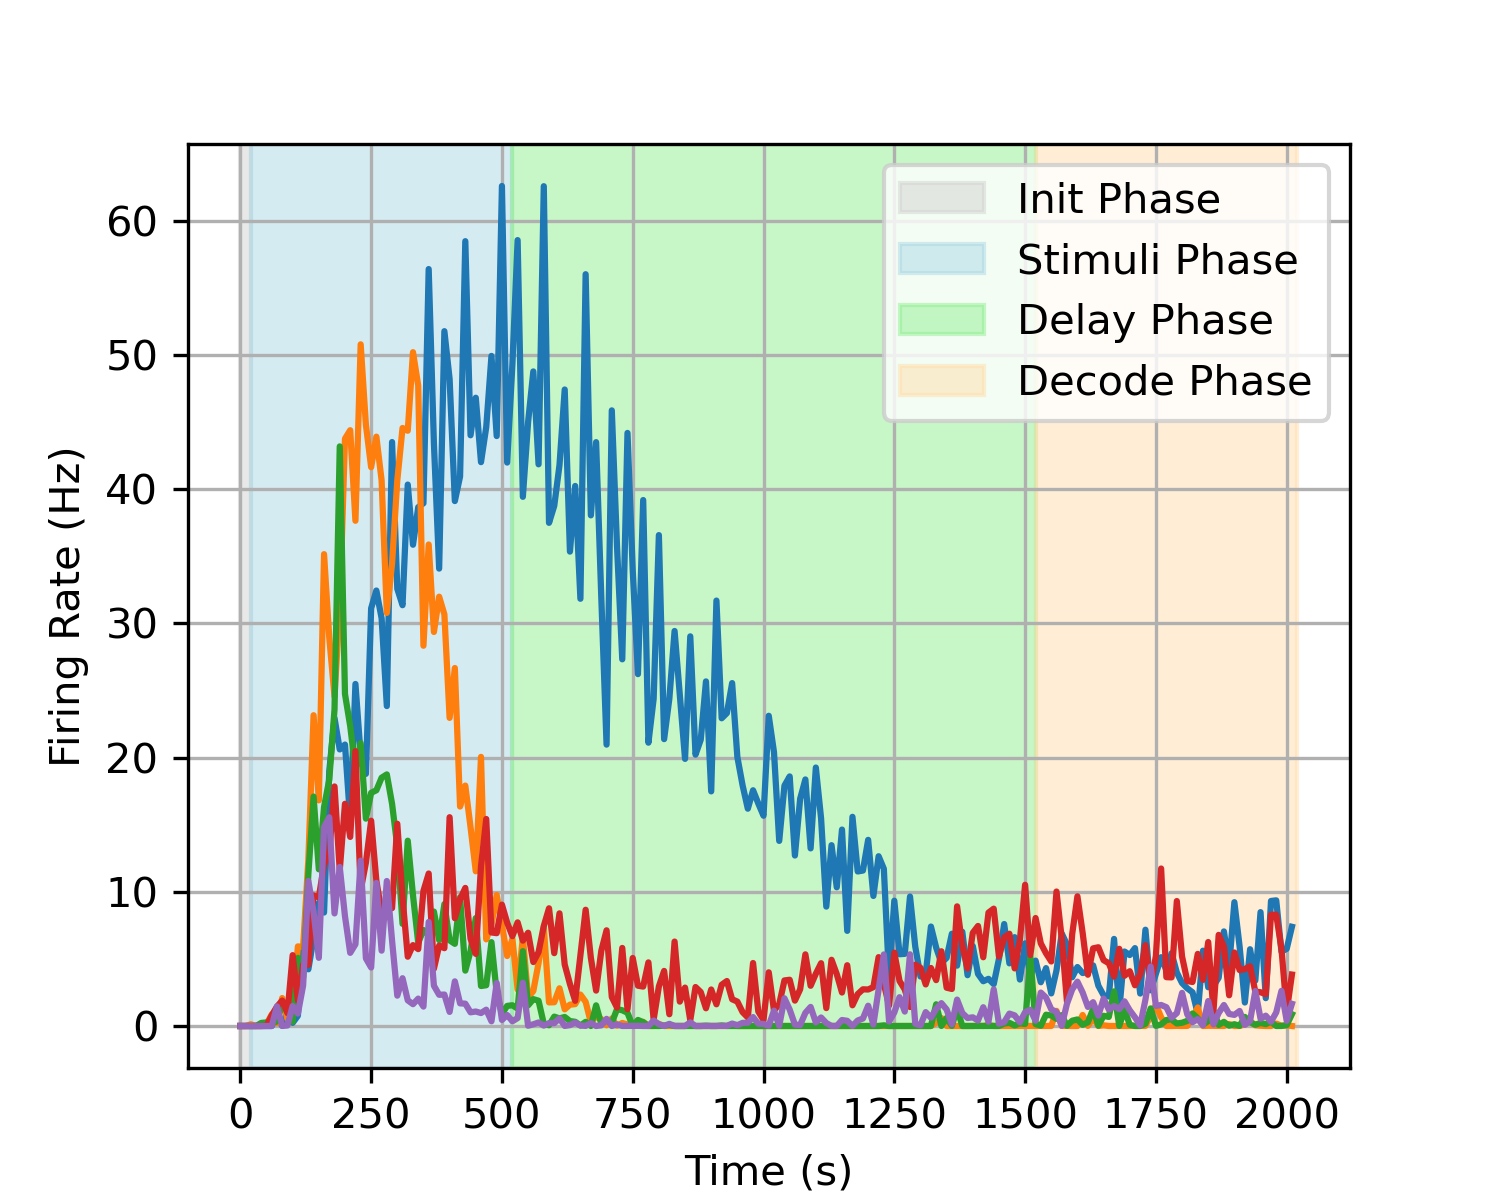 Init Phase
Stimuli Phase
Delay Phase
Decode Phase
60
50
40
30
20
10
0
Firing Rate (Hz)
0 250 500 750 1000 1250 1500 1750 2000
Time (s)